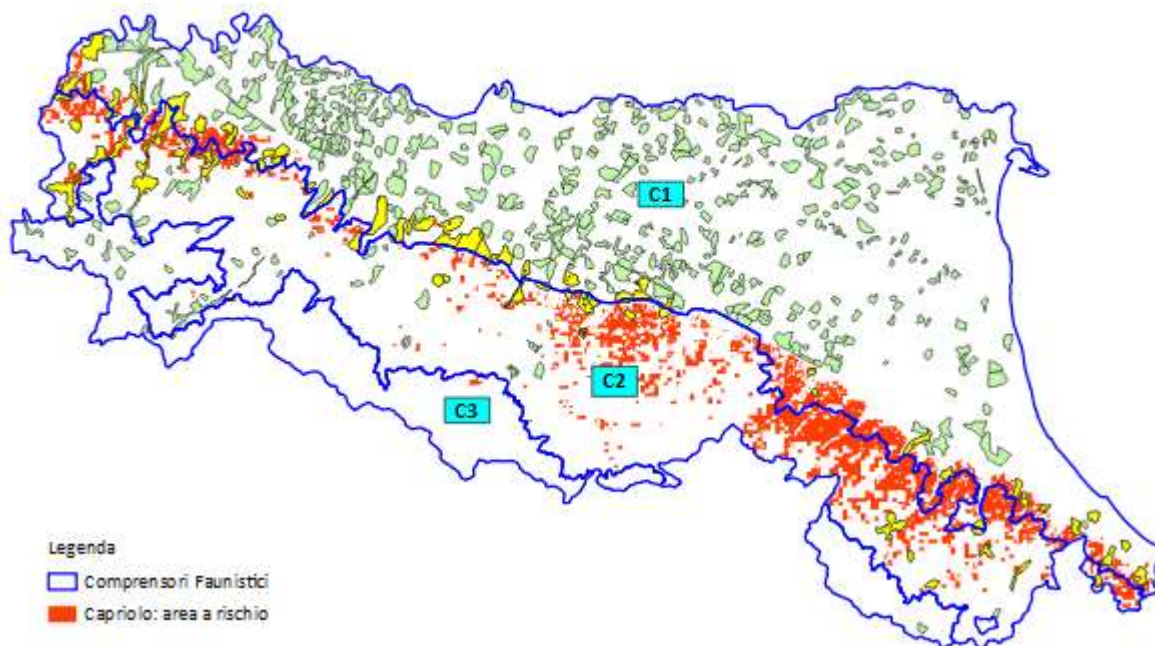 C1
C2
C3
Legenda
Comprensori Faunistici
Capriolo: area a rischio